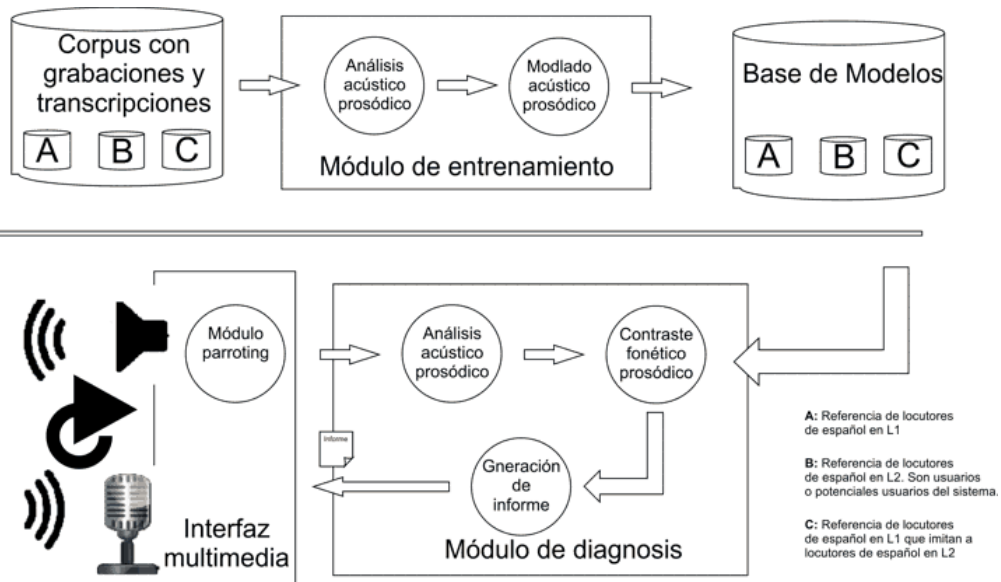 Corpus con
grabaciones y
transcripciones
A
B
C
Análisis
acústico
prosódico
Modlado
acústico
prosódico
Módulo de entrenamiento
Base de Modelos
A
B
C
Módulo
parroting
Interfaz
multimedia
Análisis
acústico
prosódico
Contraste
fonético
prosódico
Informe
Gneración
de
informe
Módulo de diagnosis
A: Referencia de locutores
de español en L1
B: Referencia de locutores
de español en L2. Son usuarios
o potenciales usuarios del sistema.
C: Referencia de locutores
de español en L1 que imitan a
locutores de español en L2